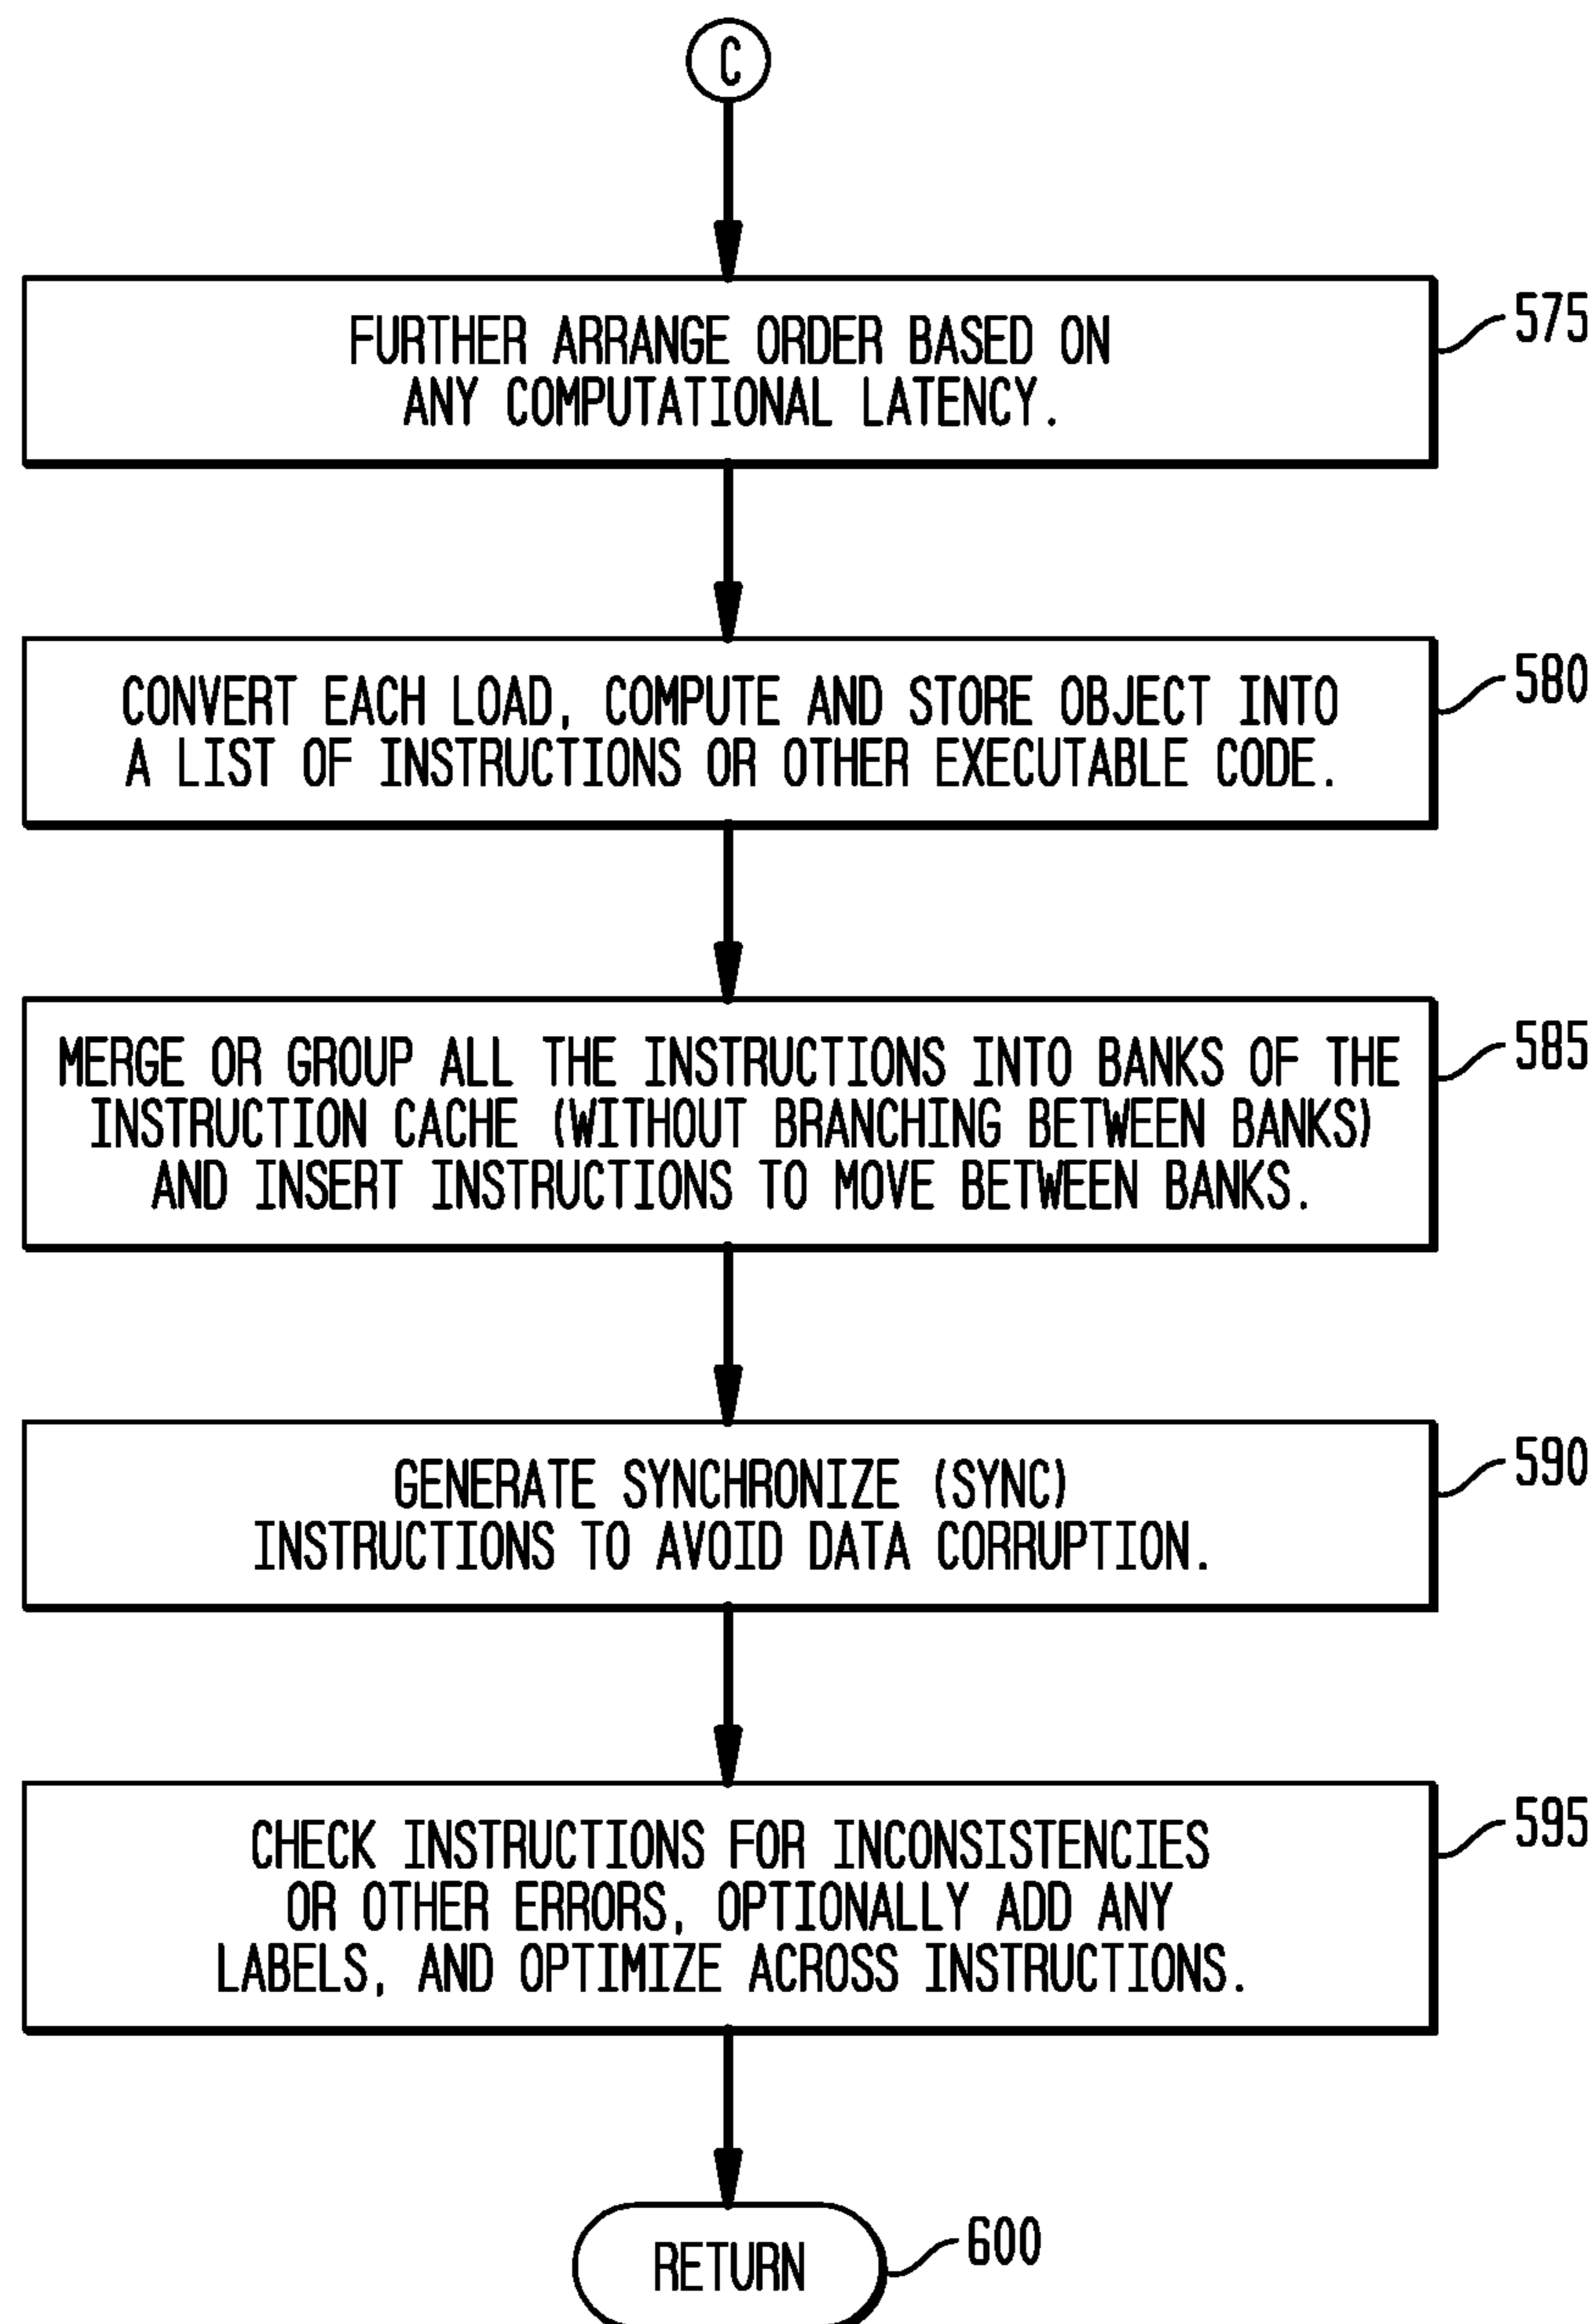 C
FURTHER ARRANGE ORDER BASED ON
ANY COMPUTATIONAL LATENCY.
575
CONVERT EACH LOAD, COMPUTE AND STORE OBJECT INTO
A LIST OF INSTRUCTIONS OR OTHER EXECUTABLE CODE.
580
MERGE OR GROUP ALL THE INSTRUCTIONS INTO BANKS OF THE
INSTRUCTION CACHE (WITHOUT BRANCHING BETWEEN BANKS)
AND INSERT INSTRUCTIONS TO MOVE BETWEEN BANKS.
585
GENERATE SYNCHRONIZE (SYNC)
INSTRUCTIONS TO AVOID DATA CORRUPTION.
590
CHECK INSTRUCTIONS FOR INCONSISTENCIES
OR OTHER ERRORS, OPTIONALLY ADD ANY
LABELS, AND OPTIMIZE ACROSS INSTRUCTIONS.
595
RETURN
600